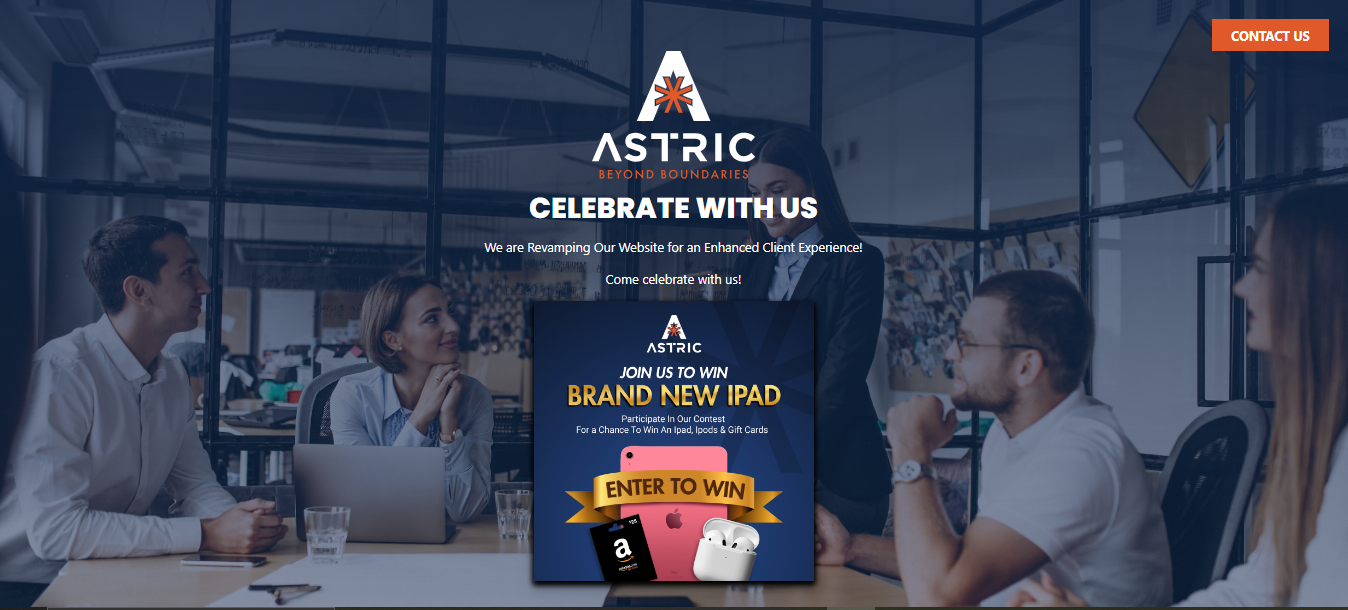 CONTACT US
A
ASTRIC
BEYOND BOUNDARIES
CELEBRATE WITH US
We are Revamping Our Website for an Enhanced Client Experience!
Come celebrate with us!
ASTRIC
JOIN US TO WIN
BRAND NEW IPAD
Participate In Our Contest
For a Chance To Win An Ipad, Ipods & Gift Cards
ENTER TO WIN
$25
a